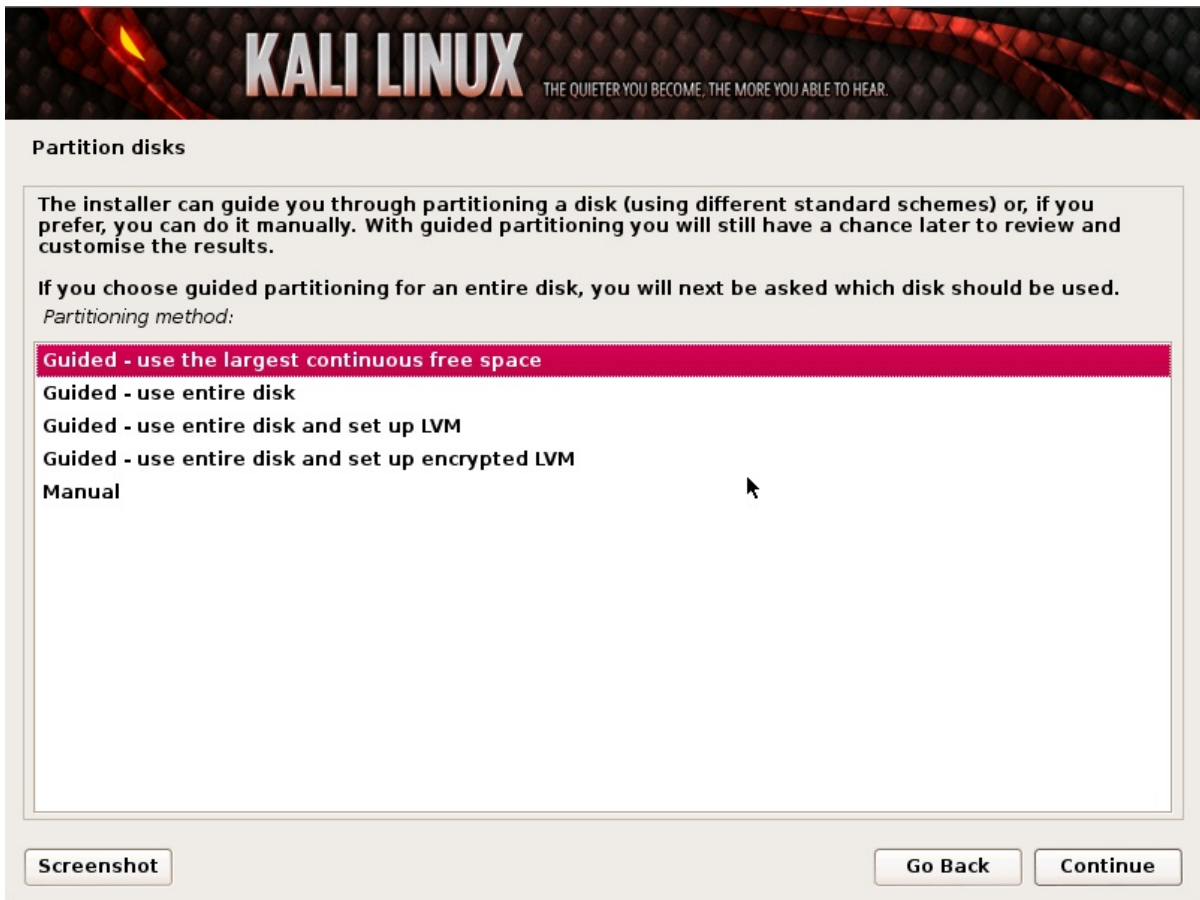 KALI LINUX THE QUIETER YOU BECOME, THE MORE YOU ABLE TO HEAR.
Partition disks
The installer can guide you through partitioning a disk (using different standard schemes) or, if you
prefer, you can do it manually. With guided partitioning you will still have a chance later to review and
customise the results.
If you choose guided partitioning for an entire disk, you will next be asked which disk should be used.
Partitioning method:
Guided - use the largest continuous free space
Guided - use entire disk
Guided - use entire disk and set up LVM
Guided - use entire disk and set up encrypted LVM
Manual
Screenshot Go Back Continue